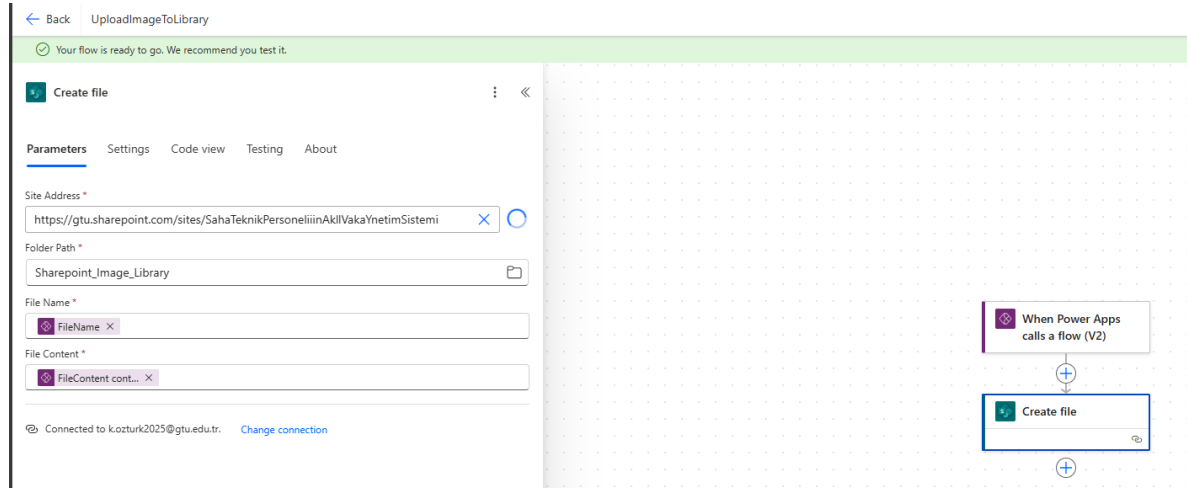 Back UploadImageToLibrary
Your flow is ready to go. We recommend you test it.
Create file
Parameters Settings Code view Testing About
Site Address *
https://gtu.sharepoint.com/sites/SahaTeknikPersoneliiinAkllVakaYnetimSistemi
Folder Path *
Sharepoint_Image_Library
File Name *
FileName
File Content *
FileContent cont...
Connected to k.ozturk2025@gtu.edu.tr. Change connection
When Power Apps
calls a flow (V2)
Create file